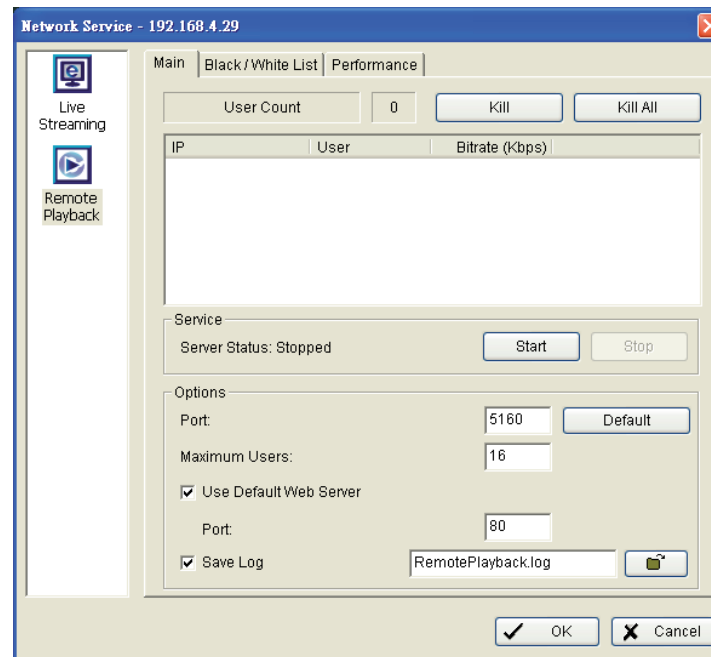 Network Service - 192.168.4.29
Live
Streaming
Remote
Playback
Main Black / White List Performance
User Count 0 Kill Kill All
IP User Bitrate (Kbps)
Service
Server Status: Stopped Start Stop
Options
Port: 5160 Default
Maximum Users: 16
Use Default Web Server
Port: 80
Save Log RemotePlayback.log
OK Cancel